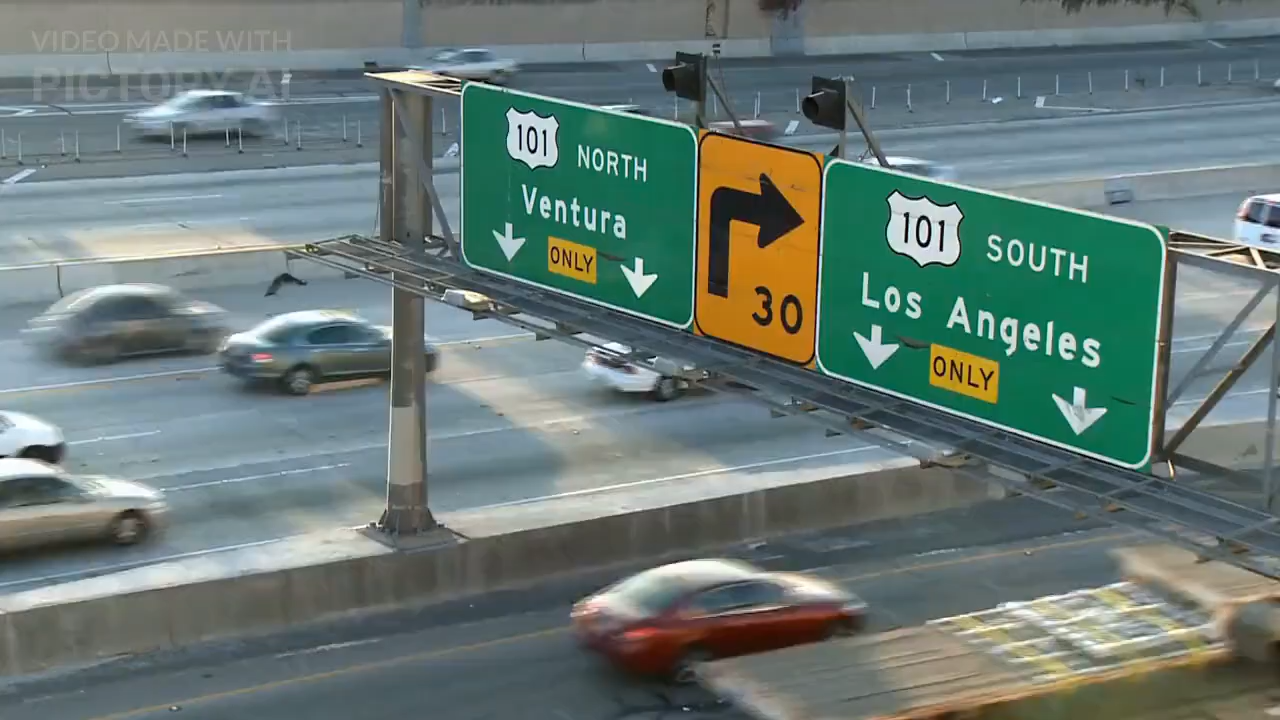 VIDEO MADE WITH
PICTORY AI
101 NORTH
Ventura
ONLY
30
101 SOUTH
Los Angeles
ONLY